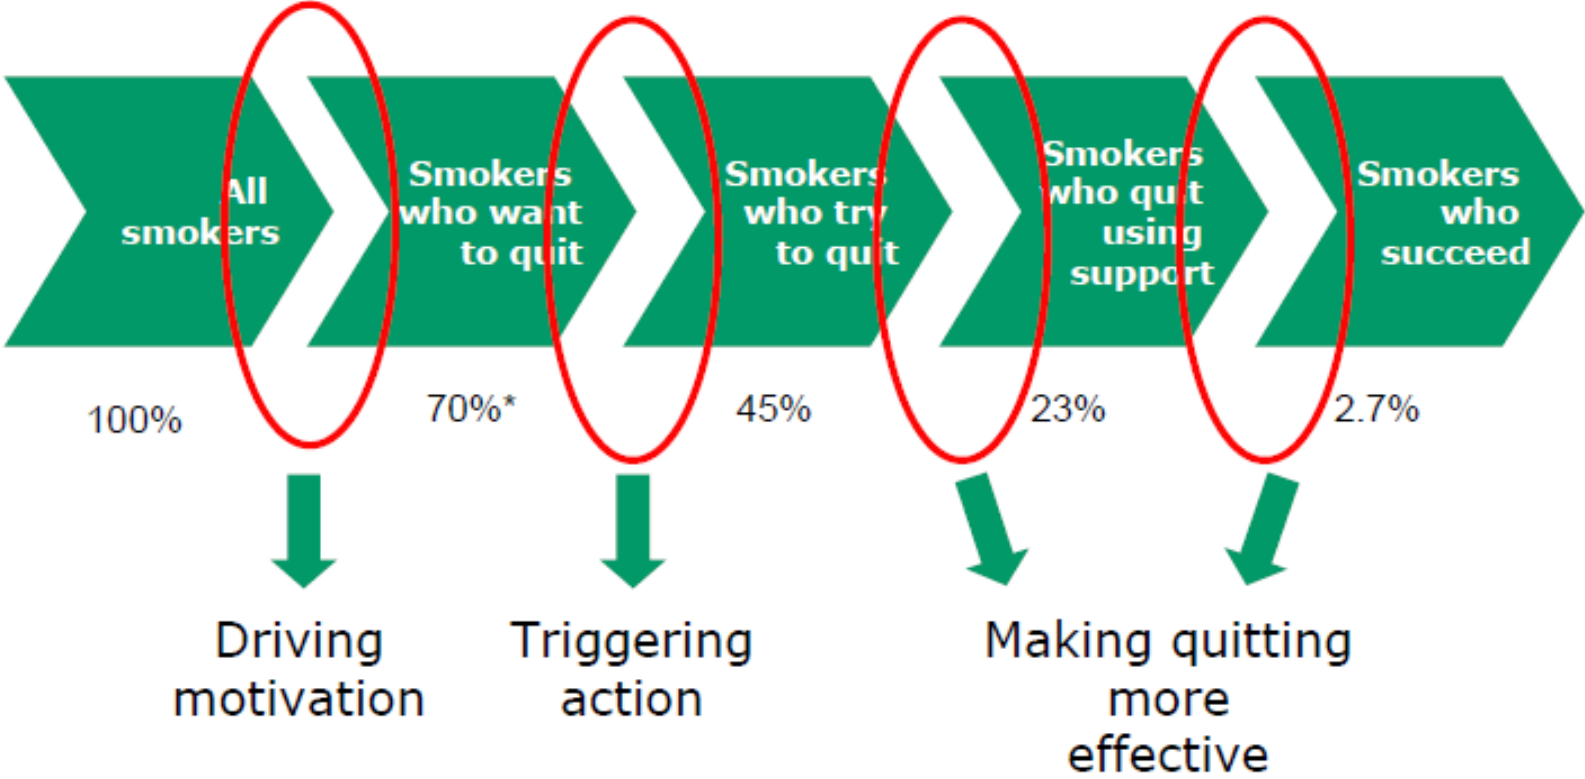 All
smokers
Smokers
who want
to quit
Smokers
who try
to quit
Smokers
who quit
using
support
Smokers
who
succeed
100%
70%*
45%
23%
2.7%
Driving
motivation
Triggering
action
Making quitting
more
effective